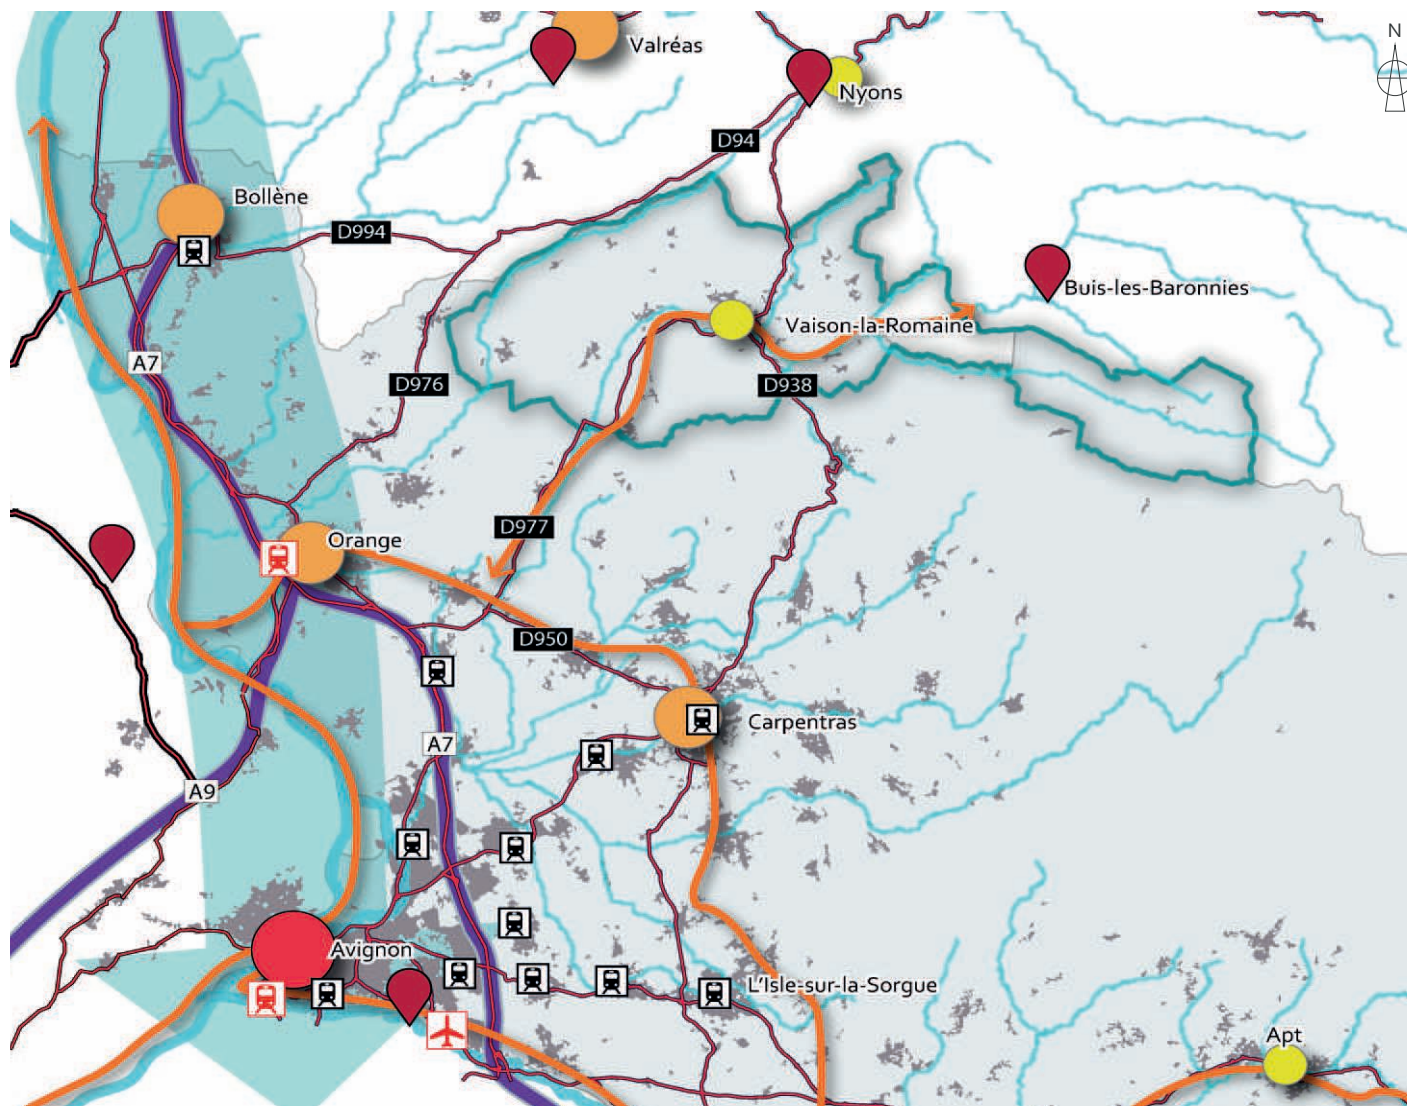 N
Valréas
Nyons
D94
Bollène
D994
Buis-les-Baronnies
Vaison-la-Romaine
A7
D976
D938
D977
Orange
D950
Carpentras
A7
A9
Avignon
L'Isle-sur-la-Sorgue
Apt